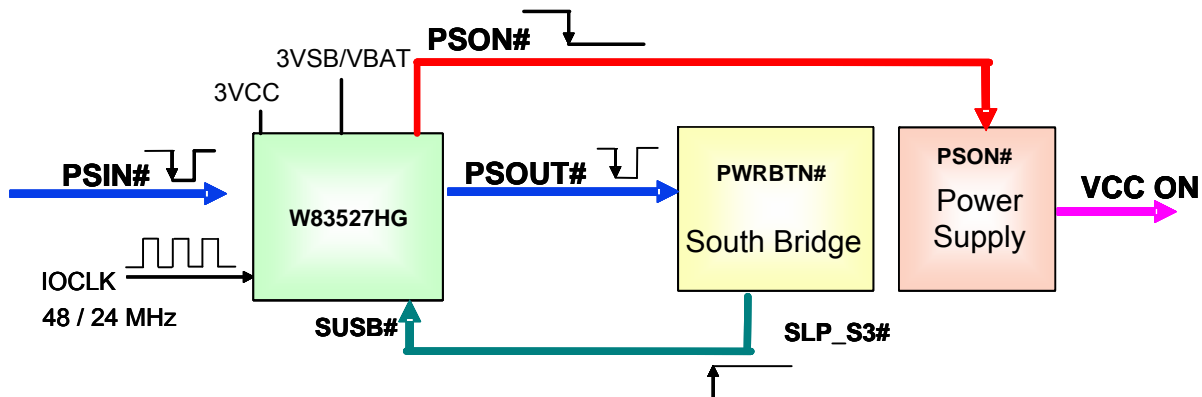 PSON#
3VSB/VBAT
3VCC
PSIN#
W83527HG
PSOUT#
PWRBTN#
South Bridge
PSON#
Power
Supply
VCC ON
IOCLK
48 / 24 MHz
SUSB#
SLP_S3#